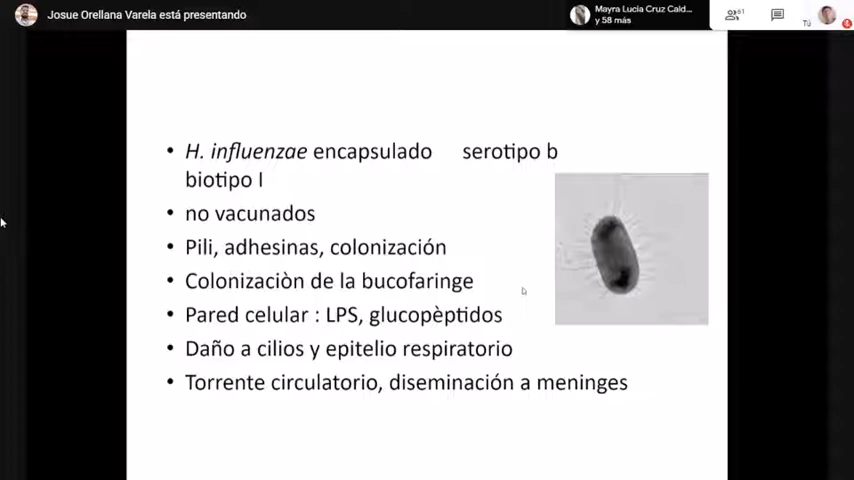 Josue Orellana Varela está presentando
Mayra Lucia Cruz Cald...
y 58 más
61
Tú
• H. influenzae encapsulado serotipo b
biotipo I
• no vacunados
• Pili, adhesinas, colonización
• Colonizaciòn de la bucofaringe
• Pared celular : LPS, glucopèptidos
• Daño a cilios y epitelio respiratorio
• Torrente circulatorio, diseminación a meninges